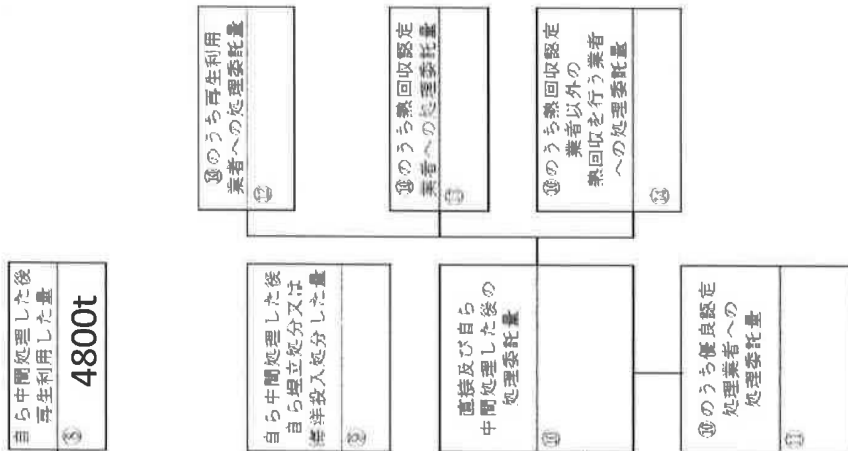 自ら中間処理した後
再生利用した量
⑧
4800t
自ら中間処理した後
自ら埋立処分又は
海洋投入処分した量
⑨
直接及び自ら
中間処理した後の
処理委託量
⑩
⑩のうち優良認定
処理業者への
処理委託量
⑪
⑩のうち再生利用
業者への処理委託量
⑫
⑩のうち熱回収認定
業者への処理委託量
⑬
⑩のうち熱回収認定
業者以外の
熱回収を行う業者
への処理委託量
⑭